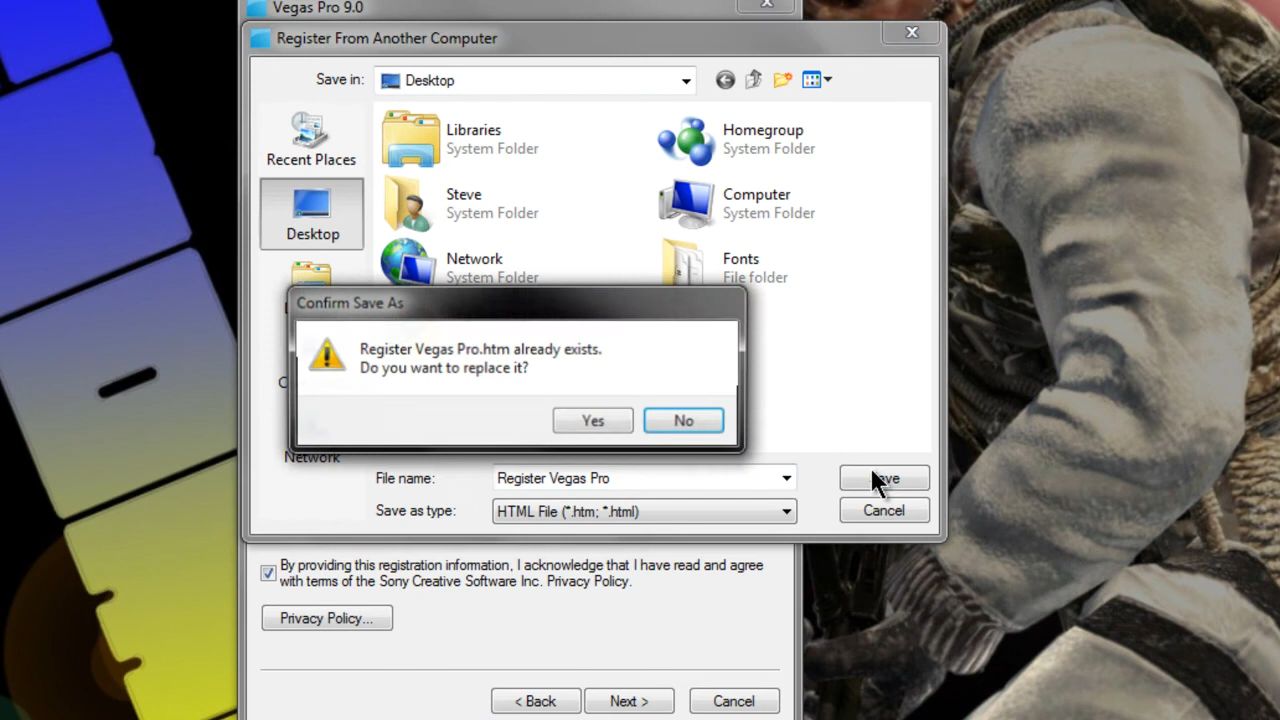 Vegas Pro 9.0
Register From Another Computer
Save in:
Desktop
Recent Places
Desktop
Network
Libraries
System Folder
Homegroup
System Folder
Steve
System Folder
Computer
System Folder
Network
System Folder
Fonts
File folder
Confirm Save As
Register Vegas Pro.htm already exists.
Do you want to replace it?
Yes
No
File name:
Register Vegas Pro
Save as type:
HTML File (*.htm; *.html)
Cancel
By providing this registration information, I acknowledge that I have read and agree
with terms of the Sony Creative Software Inc. Privacy Policy.
Privacy Policy...
< Back
Next >
Cancel